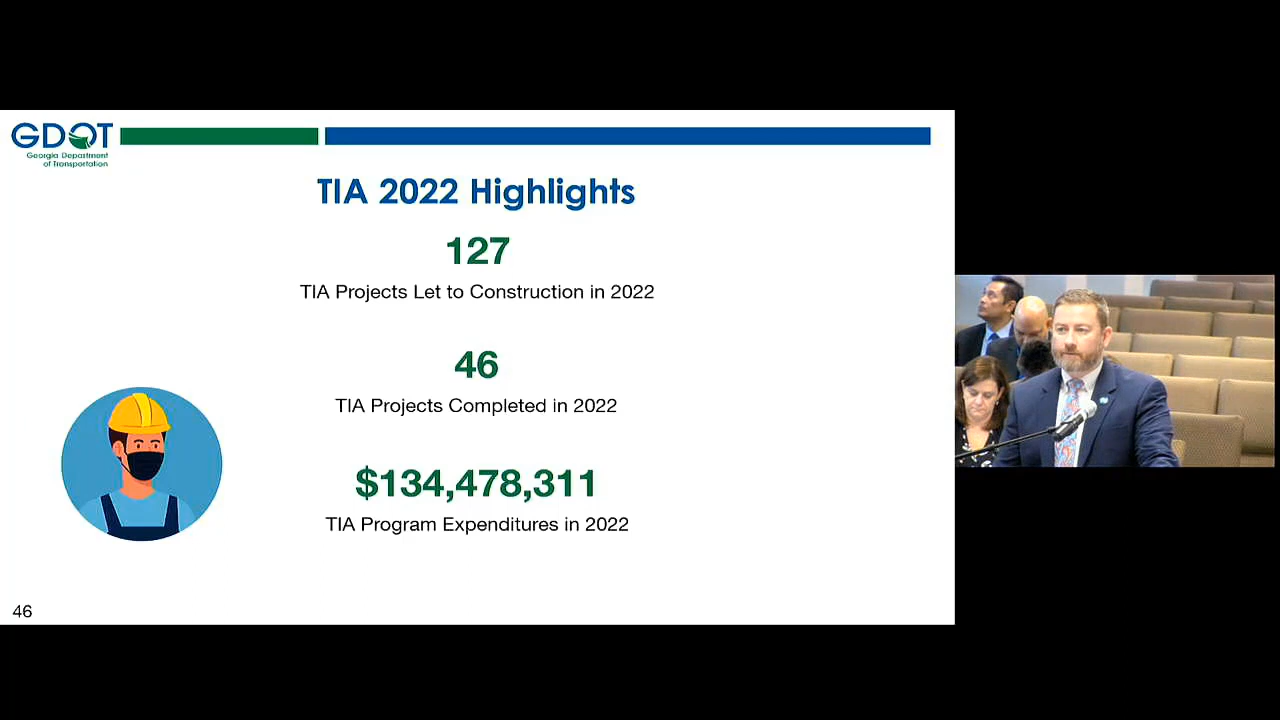 GDOT
Georgia Department
of Transportation
TIA 2022 Highlights
127
TIA Projects Let to Construction in 2022
46
TIA Projects Completed in 2022
$134,478,311
TIA Program Expenditures in 2022
46